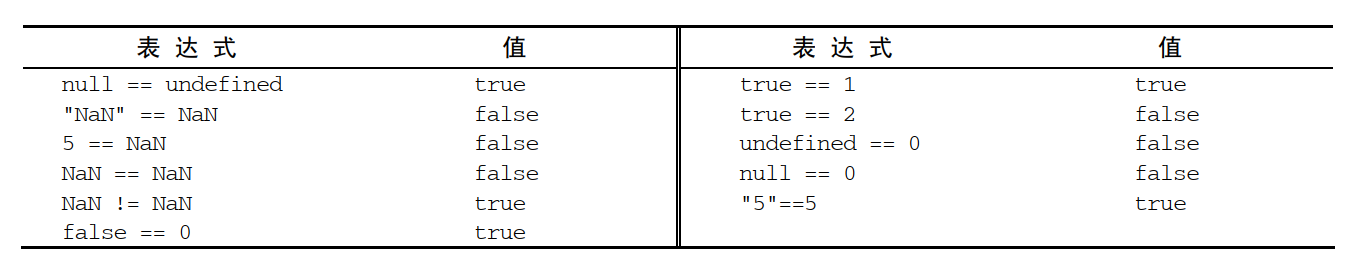 表 达 式 值 表 达 式 值
null == undefined true true == 1 true
"NaN" == NaN false true == 2 false
5 == NaN false undefined == 0 false
NaN == NaN false null == 0 false
NaN != NaN true "5"==5 true
false == 0 true